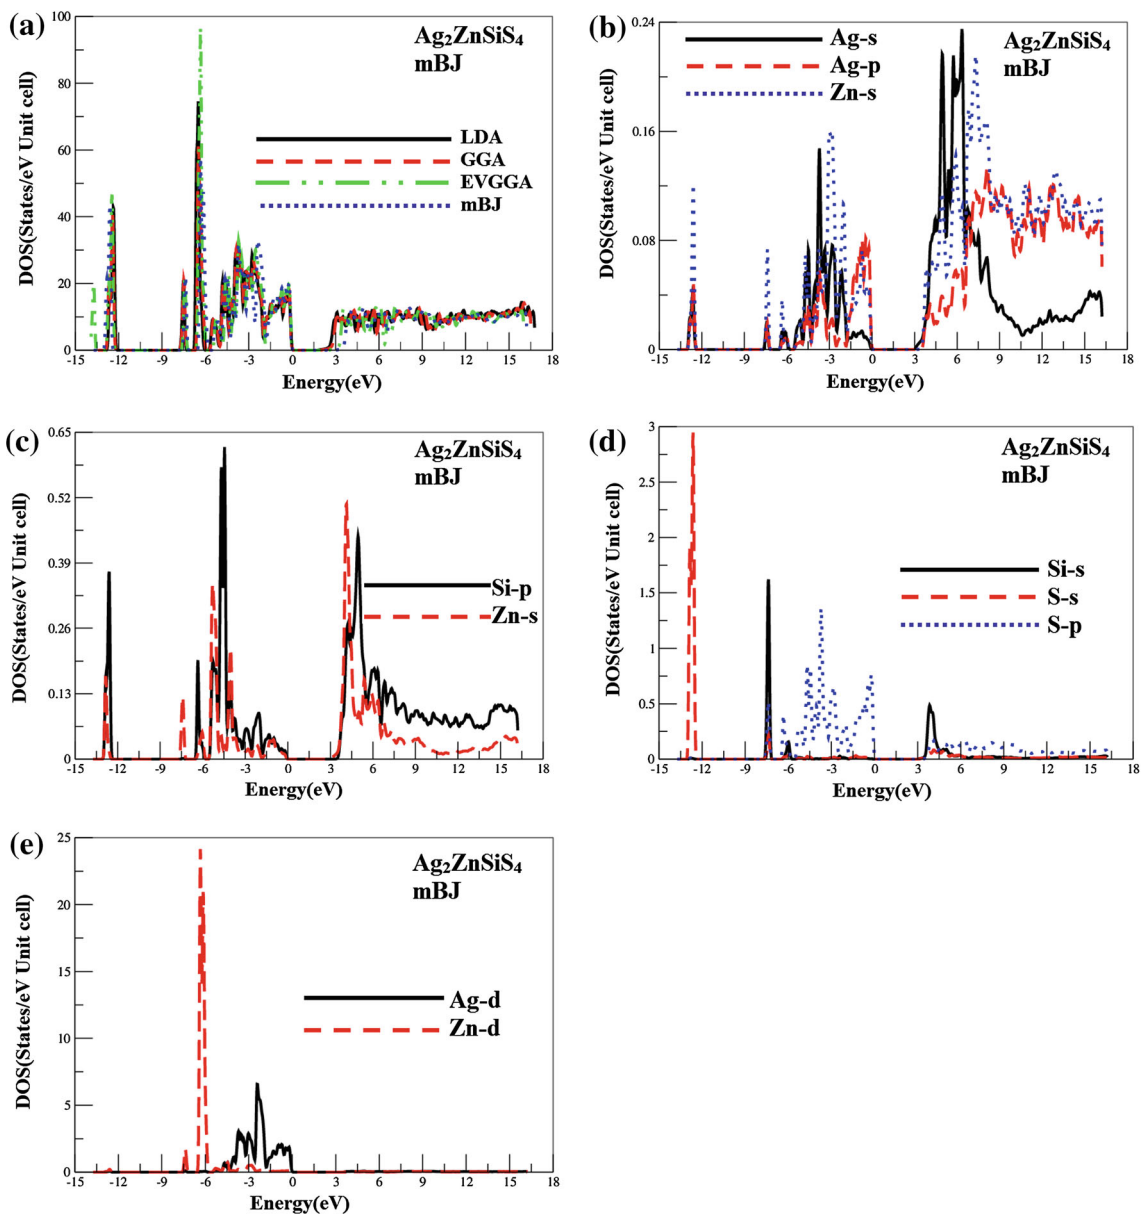 (a)
Ag2ZnSiS4
mBJ
LDA
GGA
EVGGA
mBJ
DOS(States/eV Unit cell)
100
80
60
40
20
0
-15 -12 -9 -6 -3 0 3 6 9 12 15 18
Energy(eV)
(b)
Ag-s
Ag-p
Zn-s
Ag2ZnSiS4
mBJ
DOS(States/eV Unit cell)
0.24
0.16
0.08
0
-15 -12 -9 -6 -3 0 3 6 9 12 15 18
Energy(eV)
(c)
Ag2ZnSiS4
mBJ
Si-p
Zn-s
DOS(States/eV Unit cell)
0.65
0.52
0.39
0.26
0.13
0
-15 -12 -9 -6 -3 0 3 6 9 12 15 18
Energy(eV)
(d)
Ag2ZnSiS4
mBJ
Si-s
S-s
S-p
DOS(States/eV Unit cell)
3
2.5
2
1.5
1
0.5
0
-15 -12 -9 -6 -3 0 3 6 9 12 15 18
Energy(eV)
(e)
Ag2ZnSiS4
mBJ
Ag-d
Zn-d
DOS(States/eV Unit cell)
25
20
15
10
5
0
-15 -12 -9 -6 -3 0 3 6 9 12 15 18
Energy(eV)